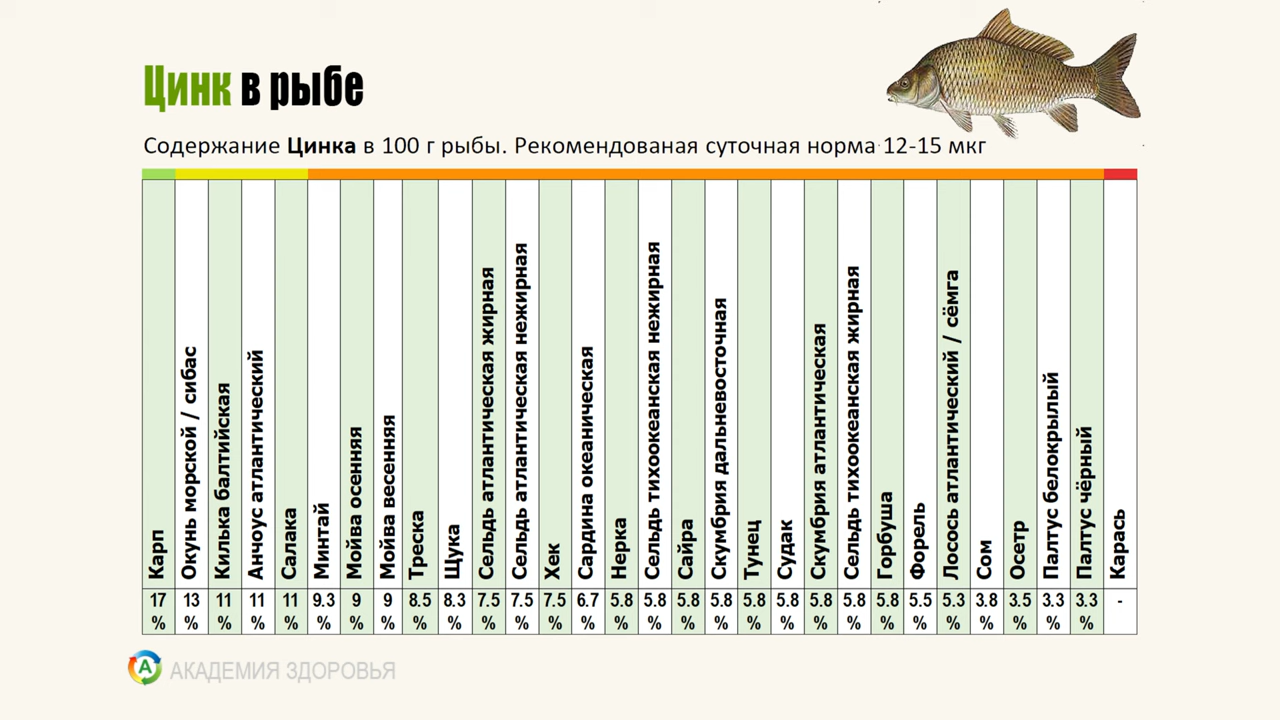 Цинк в рыбе
Содержание Цинка в 100 г рыбы. Рекомендованая суточная норма 12-15 мкг
Карп
17 %
Окунь морской / сибас
13 %
Килька балтийская
11 %
Анчоус атлантический
11 %
Салака
11 %
Минтай
9.3 %
Мойва осенняя
9 %
Мойва весенняя
9 %
Треска
8.5 %
Щука
8.3 %
Сельдь атлантическая жирная
7.5 %
Сельдь атлантическая нежирная
7.5 %
Хек
7.5 %
Сардина океаническая
6.7 %
Нерка
5.8 %
Сельдь тихоокеанская нежирная
5.8 %
Сайра
5.8 %
Скумбрия дальневосточная
5.8 %
Тунец
5.8 %
Судак
5.8 %
Скумбрия атлантическая
5.8 %
Сельдь тихоокеанская жирная
5.8 %
Горбуша
5.8 %
Форель
5.5 %
Лосось атлантический / сёмга
5.3 %
Сом
3.8 %
Осетр
3.5 %
Палтус белокрылый
3.3 %
Палтус чёрный
3.3 %
Карась
-
А АКАДЕМИЯ ЗДОРОВЬЯ